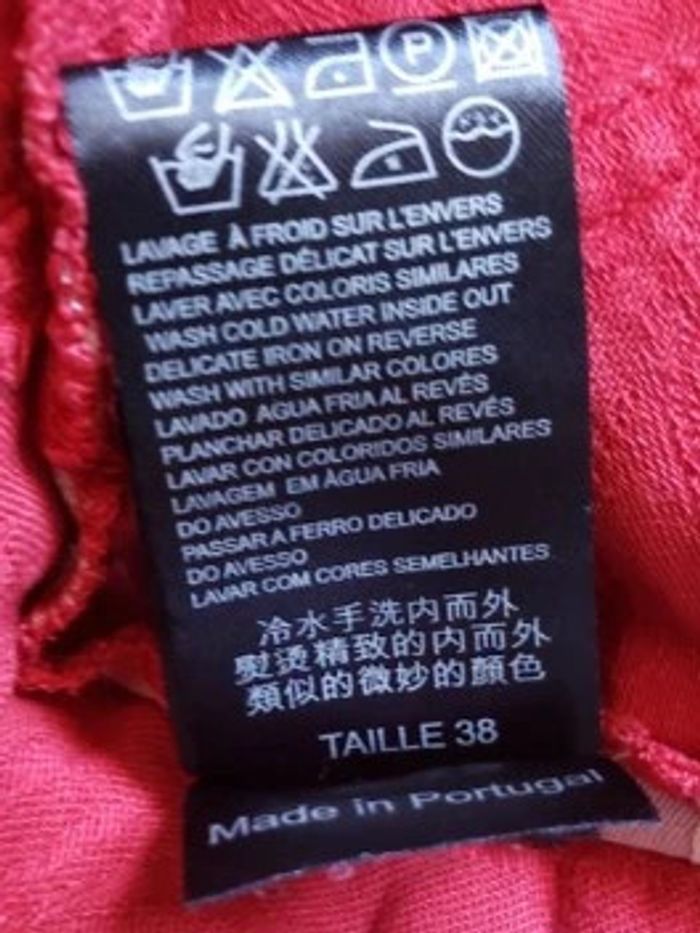 P
LAVAGE À FROID SUR L'ENVERS
REPASSAGE DÉLICAT SUR L'ENVERS
LAVER AVEC COLORIS SIMILARES
WASH COLD WATER INSIDE OUT
DELICATE IRON ON REVERSE
WASH WITH SIMILAR COLORES
LAVADO AGUA FRIA AL REVÉS
PLANCHAR DELICADO AL REVÉS
LAVAR CON COLORIDOS SIMILARES
LAVAGEM EM ÀGUA FRIA
DO AVESSO
PASSAR A FERRO DELICADO
DO AVESSO
LAVAR COM CORES SEMELHANTES
冷水手洗内而外
熨烫精致的内而外
類似的微妙的顏色
TAILLE 38
Made in Portugal